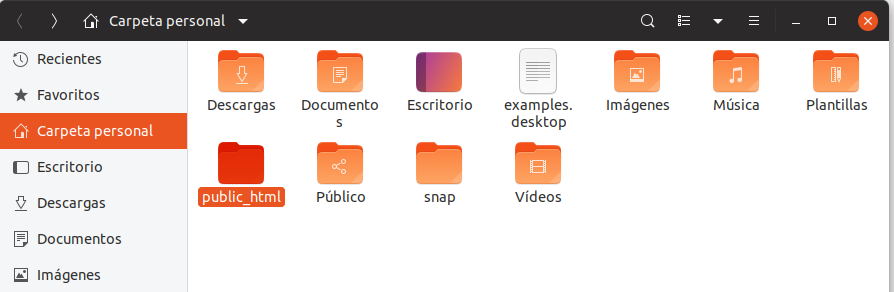 Carpeta personal
Recientes
Favoritos
Carpeta personal
Escritorio
Descargas
Documentos
Imágenes
Descargas
Documento
s
Escritorio
examples.
desktop
Imágenes
Música
Plantillas
public_html
Público
snap
Vídeos